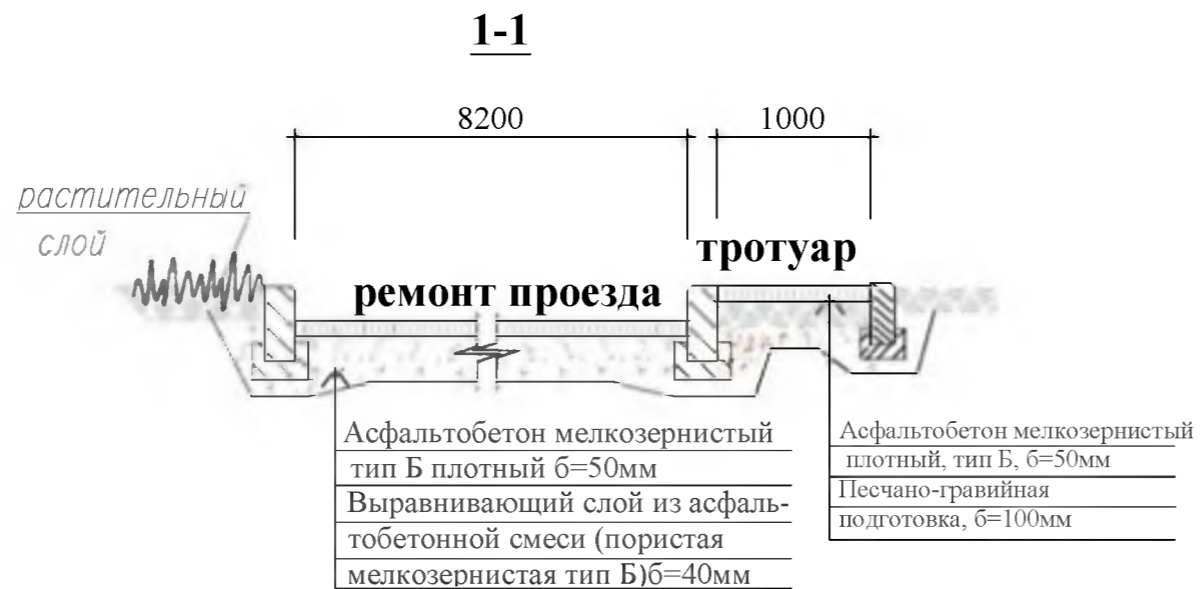 1-1
8200
1000
растительный
слой
тротуар
ремонт проезда
Асфальтобетон мелкозернистый
тип Б плотный б=50мм
Выравнивающий слой из асфаль-
тобетонной смеси (пористая
мелкозернистая тип Б)б=40мм
Асфальтобетон мелкозернистый
плотный, тип Б, б=50мм
Песчано-гравийная
подготовка, б=100мм